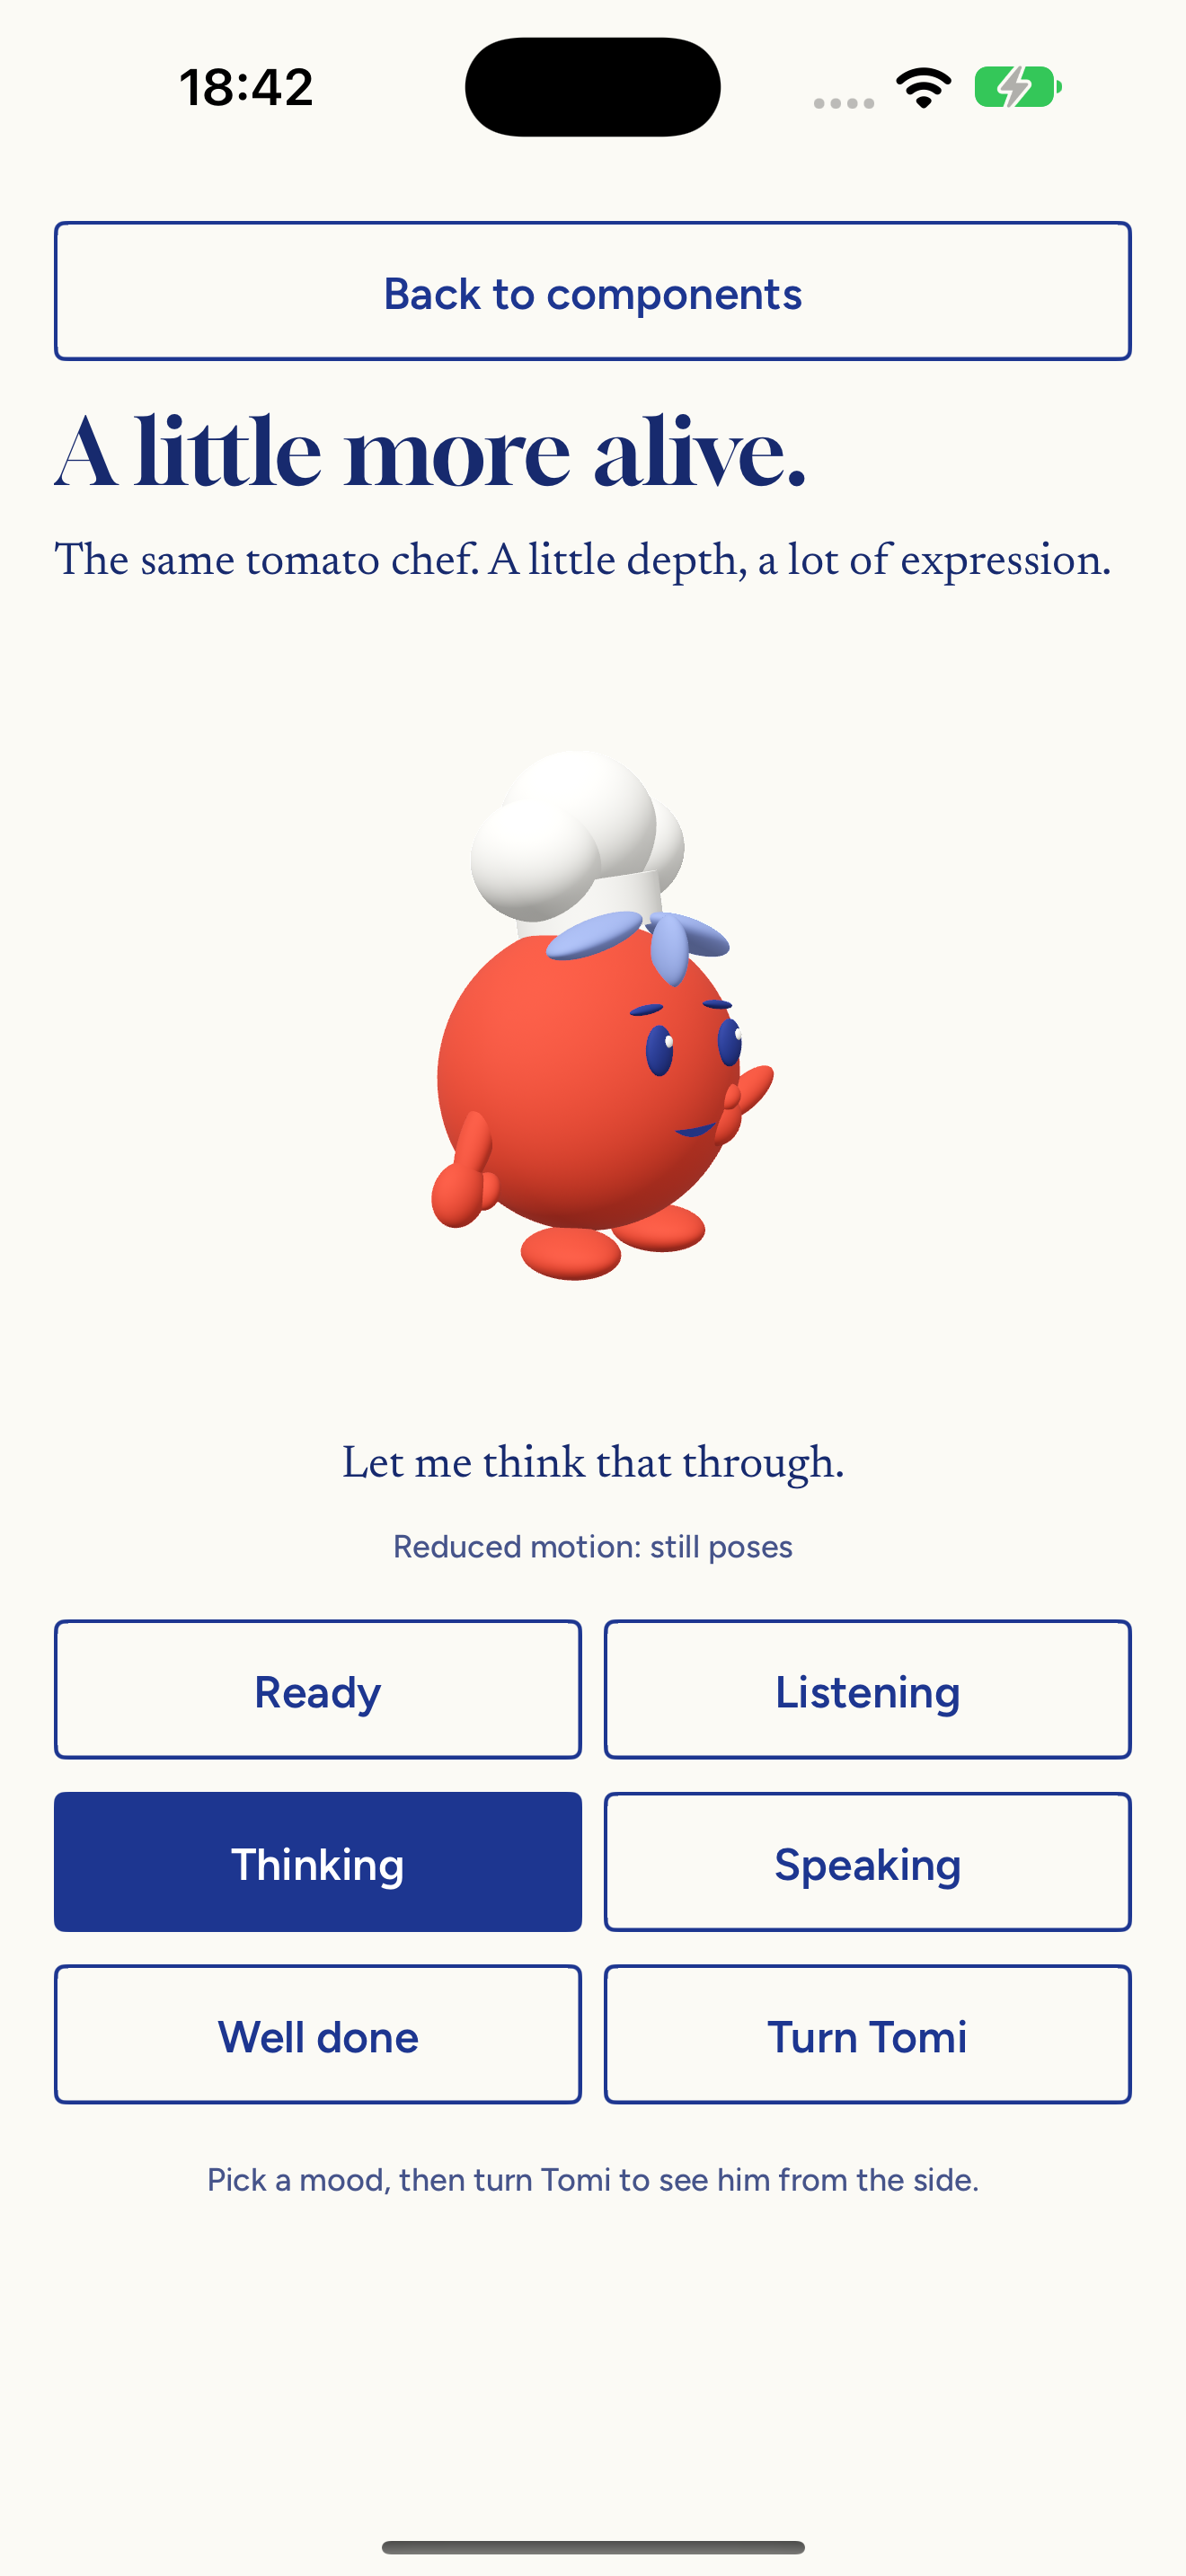 18:42
Back to components
A little more alive.
The same tomato chef. A little depth, a lot of expression.
Let me think that through.
Reduced motion: still poses
Ready
Listening
Thinking
Speaking
Well done
Turn Tomi
Pick a mood, then turn Tomi to see him from the side.